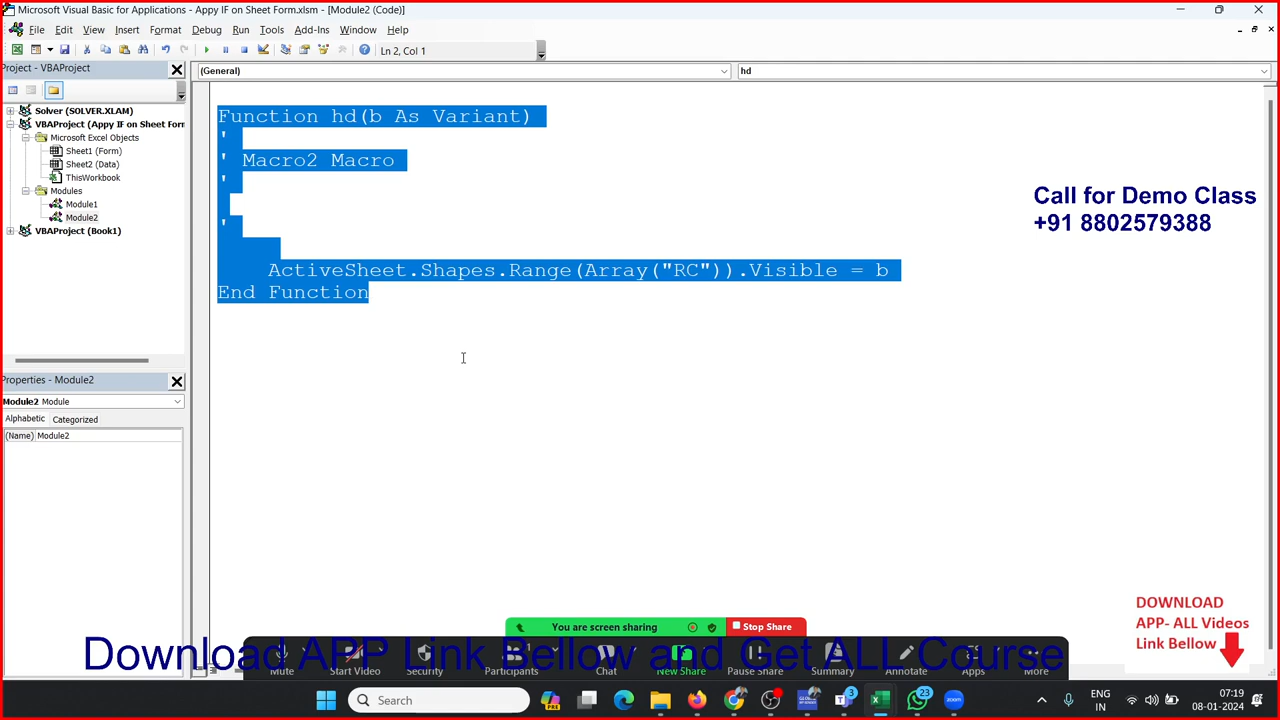 Microsoft Visual Basic for Applications - Appy IF on Sheet Form.xlsm - [Module2 (Code)]
File Edit View Insert Format Debug Run Tools Add-Ins Window Help
Ln 2, Col 1
Project - VBAProject
(General)
hd
Solver (SOLVER.XLAM)
VBAProject (Appy IF on Sheet Form
Microsoft Excel Objects
Sheet1 (Form)
Sheet2 (Data)
ThisWorkbook
Modules
Module1
Module2
VBAProject (Book1)
Function hd(b As Variant)
'
' Macro2 Macro
'
'
ActiveSheet.Shapes.Range(Array("RC")).Visible = b
End Function
Call for Demo Class
+91 8802579388
Properties - Module2
Module2 Module
Alphabetic Categorized
(Name) Module2
DOWNLOAD
APP- ALL Videos
Link Bellow
You are screen sharing
Stop Share
Download APP Link Bellow and Get ALL Course
Mute Start Video Security Participants Chat New Share Pause Share Summary Annotate Apps More
Search
PRE
3
23
zoom
ENG
IN
07:19
08-01-2024